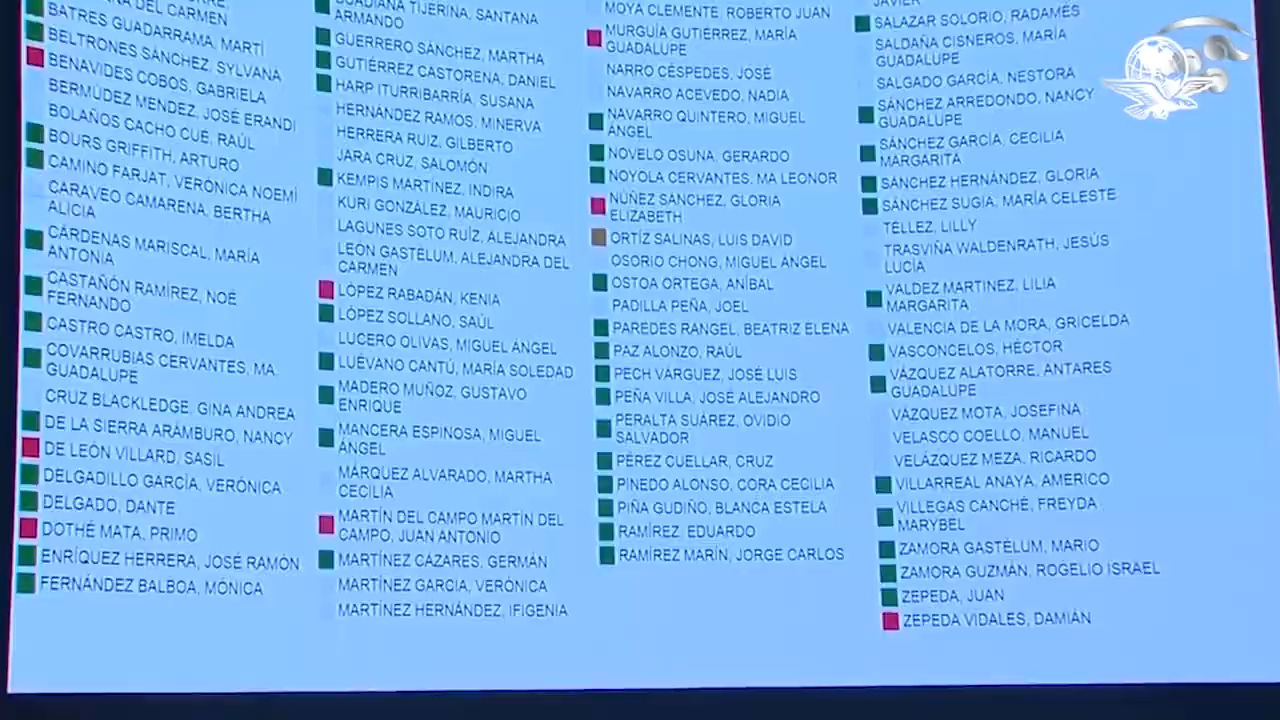 DEL CARMEN
BATRES GUADARRAMA, MARTÍ
BELTRONES SÁNCHEZ, SYLVANA
BENAVIDES COBOS, GABRIELA
BERMÚDEZ MENDEZ, JOSÉ ERANDI
BOLAÑOS CACHO CUÉ, RAÚL
BOURS GRIFFITH, ARTURO
CAMINO FARJAT, VERÓNICA NOEMÍ
CARAVEO CAMARENA, BERTHA
ALICIA
CÁRDENAS MARISCAL, MARÍA
ANTONIA
CASTAÑÓN RAMÍREZ, NOÉ
FERNANDO
CASTRO CASTRO, IMELDA
COVARRUBIAS CERVANTES, MA.
GUADALUPE
CRUZ BLACKLEDGE, GINA ANDREA
DE LA SIERRA ARÁMBURO, NANCY
DE LEÓN VILLARD, SASIL
DELGADILLO GARCÍA, VERÓNICA
DELGADO, DANTE
DOTHÉ MATA, PRIMO
ENRÍQUEZ HERRERA, JOSÉ RAMÓN
FERNÁNDEZ BALBOA, MÓNICA
GUADIANA TIJERINA, SANTANA
ARMANDO
GUERRERO SÁNCHEZ, MARTHA
GUTIÉRREZ CASTORENA, DANIEL
HARP ITURRIBARRÍA, SUSANA
HERNÁNDEZ RAMOS, MINERVA
HERRERA RUIZ, GILBERTO
JARA CRUZ, SALOMÓN
KEMPIS MARTÍNEZ, INDIRA
KURI GONZÁLEZ, MAURICIO
LAGUNES SOTO RUÍZ, ALEJANDRA
LEÓN GASTÉLUM, ALEJANDRA DEL
CARMEN
LÓPEZ RABADÁN, KENIA
LÓPEZ SOLLANO, SAÚL
LUCERO OLIVAS, MIGUEL ÁNGEL
LUÉVANO CANTÚ, MARÍA SOLEDAD
MADERO MUÑOZ, GUSTAVO
ENRIQUE
MANCERA ESPINOSA, MIGUEL
ÁNGEL
MÁRQUEZ ALVARADO, MARTHA
CECILIA
MARTÍN DEL CAMPO MARTÍN DEL
CAMPO, JUAN ANTONIO
MARTÍNEZ CÁZARES, GERMÁN
MARTÍNEZ GARCIA, VERÓNICA
MARTÍNEZ HERNÁNDEZ, IFIGENIA
MOYA CLEMENTE, ROBERTO JUAN
MURGUÍA GUTIÉRREZ, MARÍA
GUADALUPE
NARRO CÉSPEDES, JOSÉ
NAVARRO ACEVEDO, NADIA
NAVARRO QUINTERO, MIGUEL
ÁNGEL
NOVELO OSUNA, GERARDO
NOYOLA CERVANTES, MA LEONOR
NÚÑEZ SANCHEZ, GLORIA
ELIZABETH
ORTÍZ SALINAS, LUIS DAVID
OSORIO CHONG, MIGUEL ÁNGEL
OSTOA ORTEGA, ANÍBAL
PADILLA PEÑA, JOEL
PAREDES RANGEL, BEATRIZ ELENA
PAZ ALONZO, RAÚL
PECH VÁRGUEZ, JOSÉ LUIS
PEÑA VILLA, JOSÉ ALEJANDRO
PERALTA SUÁREZ, OVIDIO
SALVADOR
PÉREZ CUELLAR, CRUZ
PINEDO ALONSO, CORA CECILIA
PIÑA GUDIÑO, BLANCA ESTELA
RAMÍREZ, EDUARDO
RAMÍREZ MARÍN, JORGE CARLOS
JAVIER
SALAZAR SOLORIO, RADAMÉS
SALDAÑA CISNEROS, MARÍA
GUADALUPE
SALGADO GARCÍA, NESTORA
SÁNCHEZ ARREDONDO, NANCY
GUADALUPE
SÁNCHEZ GARCÍA, CECILIA
MARGARITA
SÁNCHEZ HERNÁNDEZ, GLORIA
SÁNCHEZ SUGÍA, MARÍA CELESTE
TÉLLEZ, LILLY
TRASVIÑA WALDENRATH, JESÚS
LUCÍA
VALDEZ MARTINEZ, LILIA
MARGARITA
VALENCIA DE LA MORA, GRICELDA
VASCONCELOS, HÉCTOR
VÁZQUEZ ALATORRE, ANTARES
GUADALUPE
VÁZQUEZ MOTA, JOSEFINA
VELASCO COELLO, MANUEL
VELÁZQUEZ MEZA, RICARDO
VILLARREAL ANAYA, AMERICO
VILLEGAS CANCHÉ, FREYDA
MARYBEL
ZAMORA GASTÉLUM, MARIO
ZAMORA GUZMÁN, ROGELIO ISRAEL
ZEPEDA, JUAN
ZEPEDA VIDALES, DAMIÁN